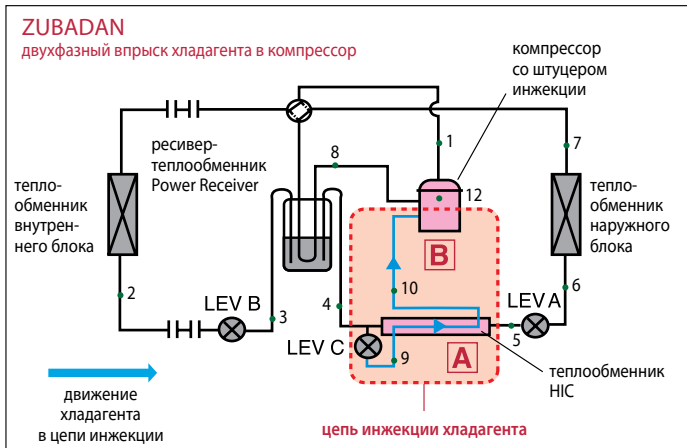 ZUBADAN
двухфазный впрыск хладагента в компрессор
компрессор
со штуцером
инжекции
1
7
ресивер-
теплообменник
Power Receiver
8
12
тепло-
обменник
внутрен-
него блока
тепло-
обменник
наружного
блока
B
10
2
3
4
6
LEV B
LEV A
LEV C
9
A
5
теплообменник
HIC
движение
хладагента
в цепи инжекции
цепь инжекции хладагента